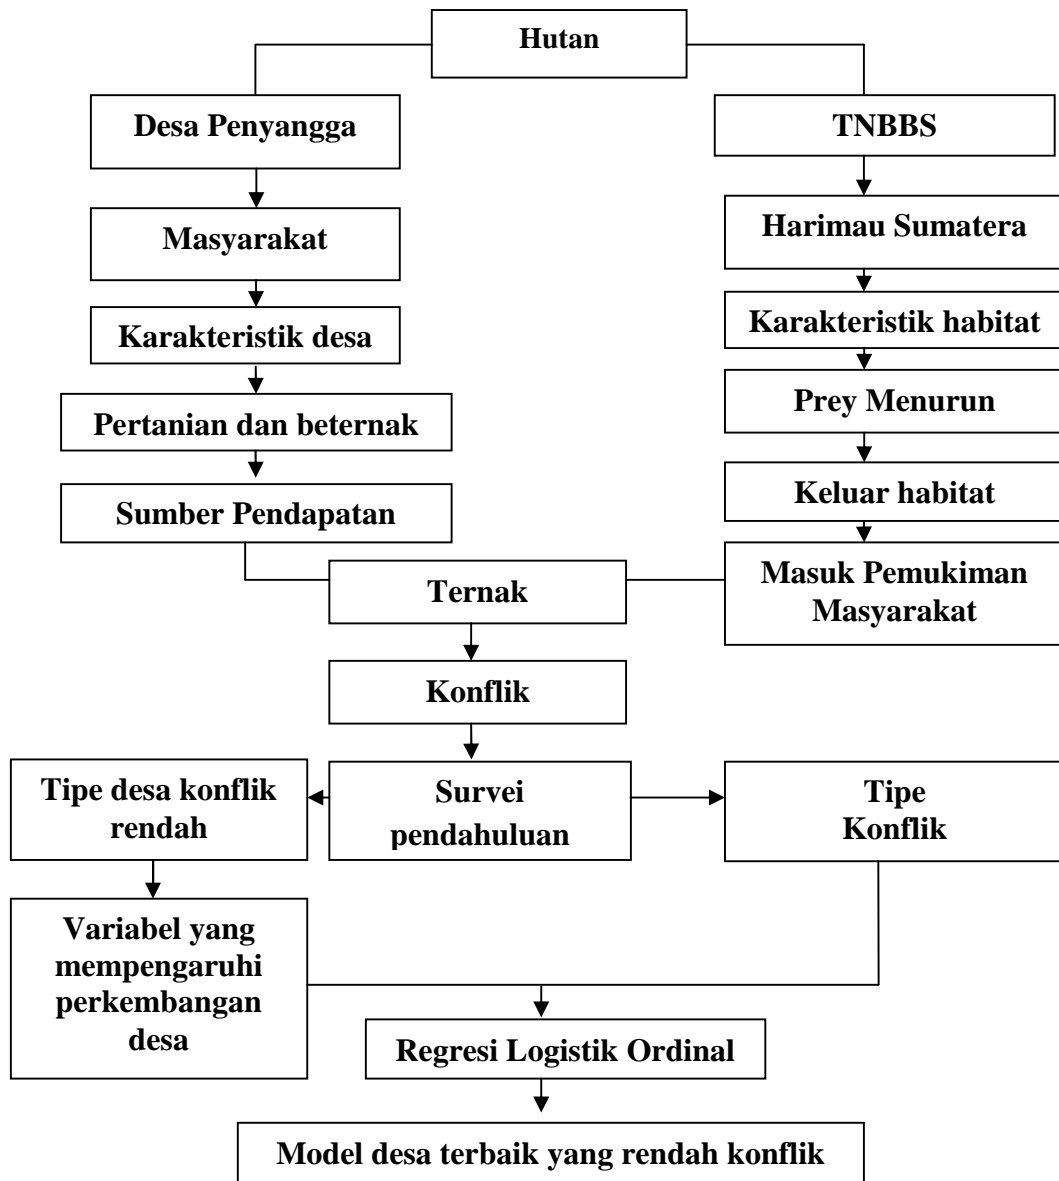 Hutan
Desa Penyangga
TNBBS
Masyarakat
Harimau Sumatera
Karakteristik desa
Karakteristik habitat
Pertanian dan beternak
Prey Menurun
Sumber Pendapatan
Keluar habitat
Ternak
Masuk Pemukiman
Masyarakat
Konflik
Tipe desa konflik
rendah
Survei
pendahuluan
Tipe
Konflik
Variabel yang
mempengaruhi
perkembangan
desa
Regresi Logistik Ordinal
Model desa terbaik yang rendah konflik